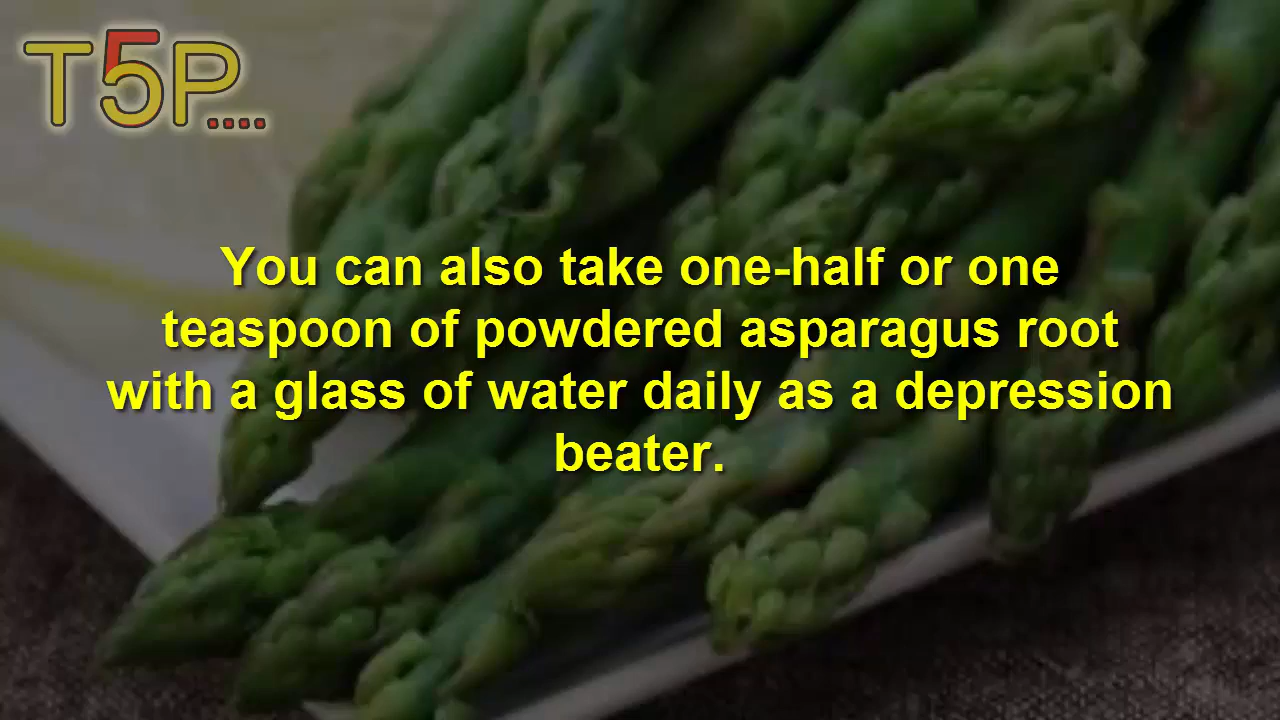 T5P....
You can also take one-half or one
teaspoon of powdered asparagus root
with a glass of water daily as a depression
beater.